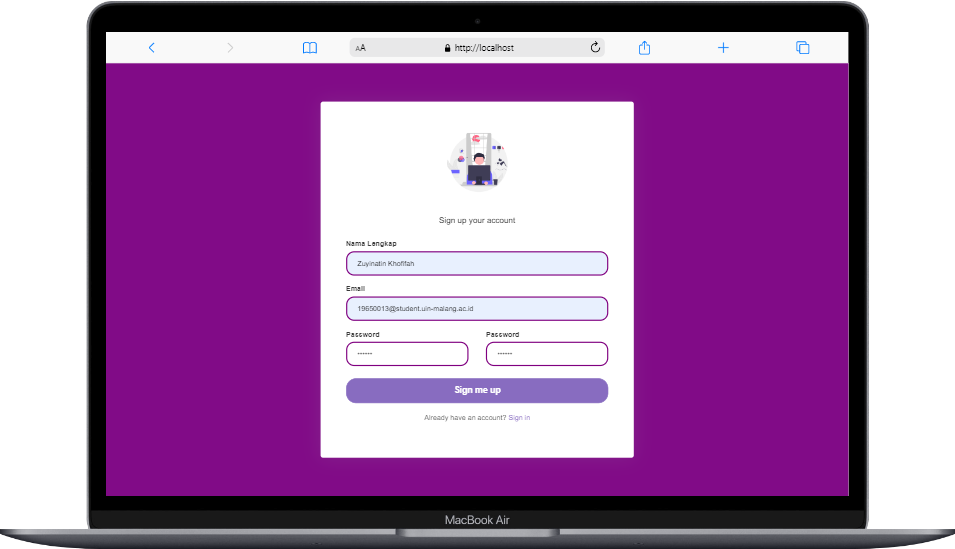 AA
http://localhost
Sign up your account
Nama Lengkap
Zuyinatin Khofifah
Email
19650013@student.uin-malang.ac.id
Password Password
•••••• ••••••
Sign me up
Already have an account? Sign in
MacBook Air